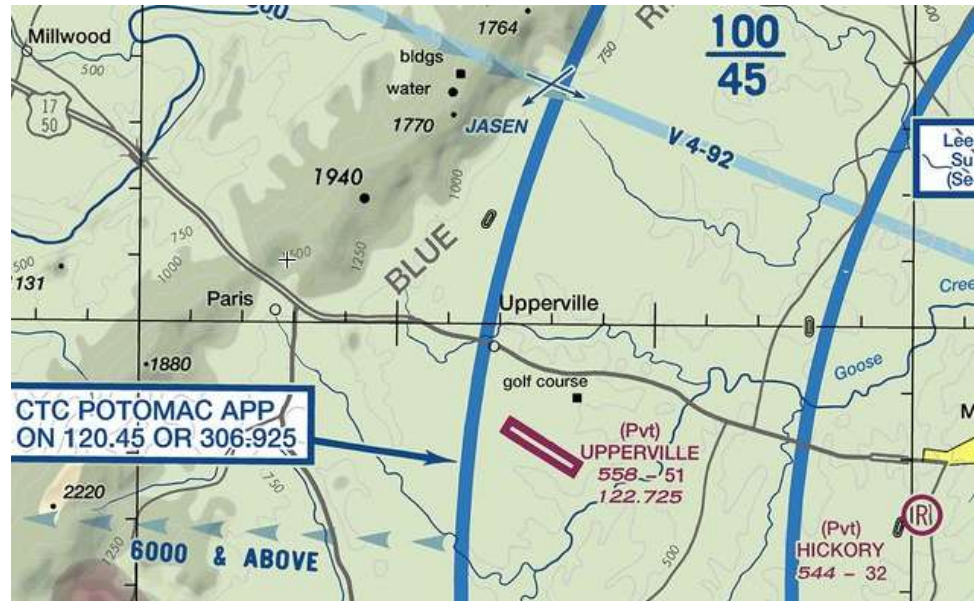 Millwood
500
17
50
1764
bldgs
water
1770
JASEN
750
100
45
V 4-92
1940
1000
750
1000
1250
BLUE
500
Paris
Upperville
1880
golf course
Goose
CTC POTOMAC APP
ON 120.45 OR 306.925
(Pvt)
UPPERVILLE
558 - 51
122.725
2220
750
6000 & ABOVE
1250
500
(Pvt)
HICKORY
544 - 32
R